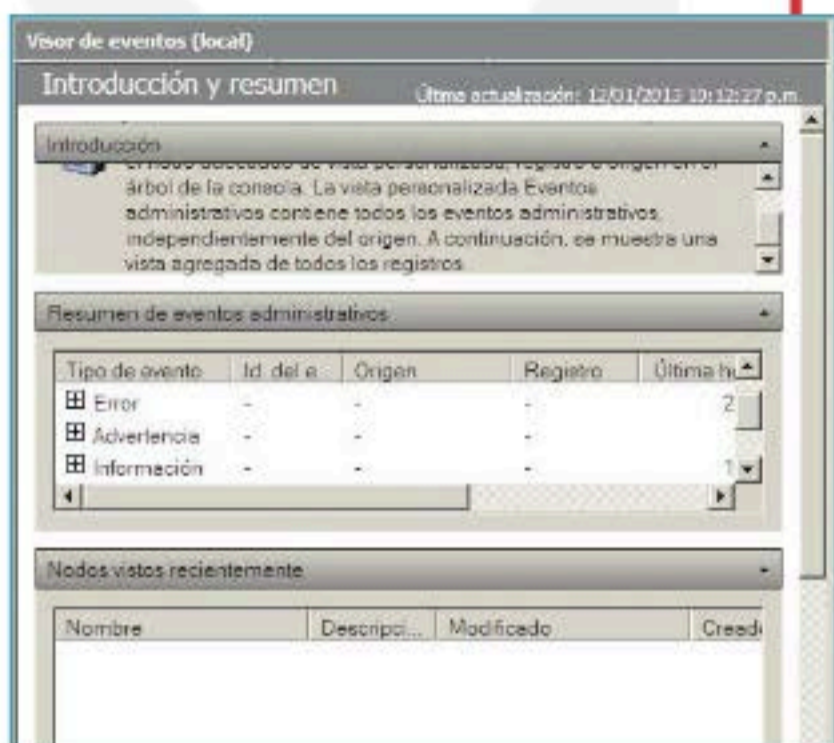 Visor de eventos (local)
Introducción y resumen
Última actualización: 12/01/2013 10:12:27 p.m.
Introducción
árbol de la consola. La vista personalizada Eventos
administrativos contiene todos los eventos administrativos,
independientemente del origen. A continuación, se muestra una
vista agregada de todos los registros
Resumen de eventos administrativos
Tipo de evento Id. del e Origen Registro Última h
Error - - - 2
Advertencia - - -
Información - - - 1
Nodos vistos recientemente
Nombre Descripci... Modificado Cread